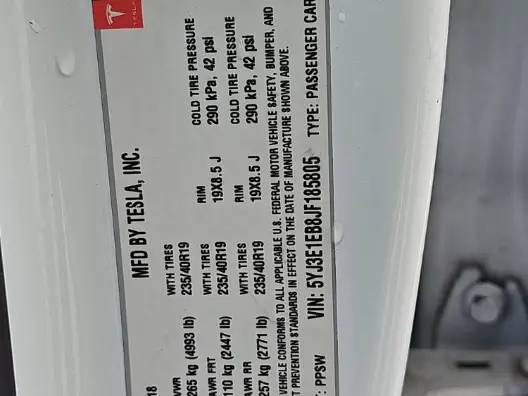 TESLA
MFD BY TESLA, INC.
18
VWR
265 kg (4993 lb)
WITH TIRES
235/40R19
RIM
19X8.5 J
COLD TIRE PRESSURE
290 kPa, 42 psi
AWR FRT
110 kg (2447 lb)
WITH TIRES
235/40R19
RIM
19X8.5 J
COLD TIRE PRESSURE
290 kPa, 42 psi
AWR RR
257 kg (2771 lb)
WITH TIRES
235/40R19
VEHICLE CONFORMS TO ALL APPLICABLE U.S. FEDERAL MOTOR VEHICLE SAFETY, BUMPER, AND
T PREVENTION STANDARDS IN EFFECT ON THE DATE OF MANUFACTURE SHOWN ABOVE.
: PPSW VIN: 5YJ3E1EB8JF185805 TYPE: PASSENGER CAR